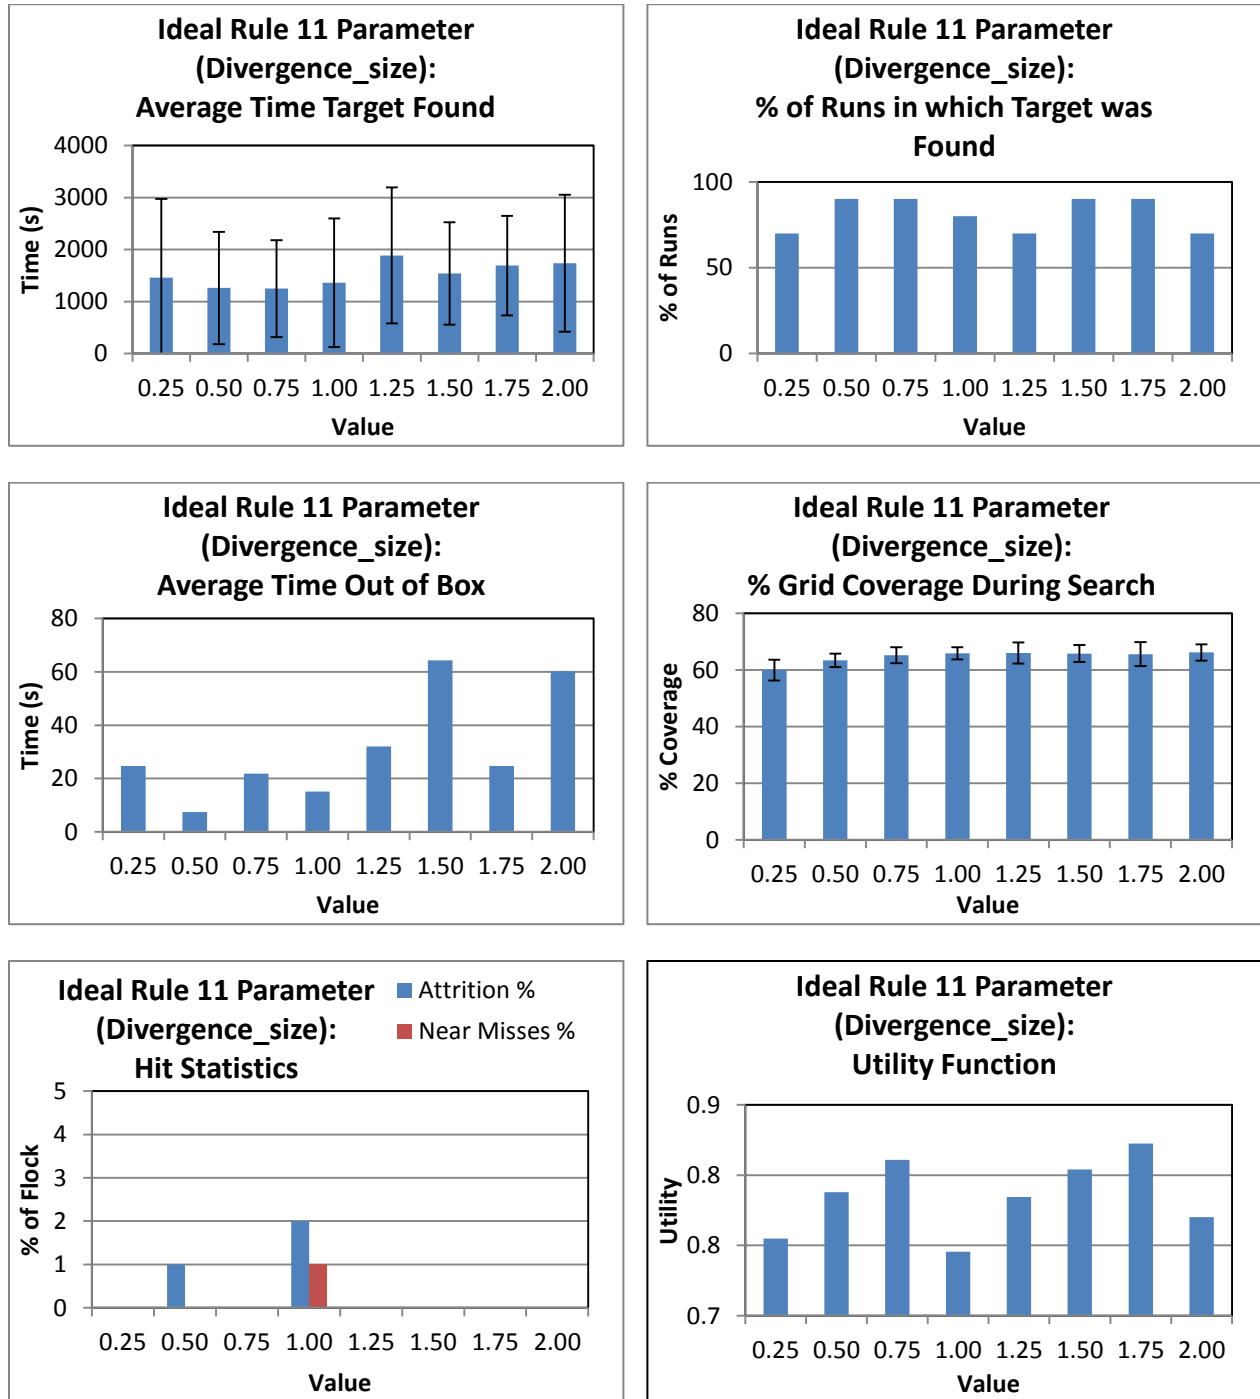 Ideal Rule 11 Parameter
(Divergence_size):
Average Time Target Found
4000
3000
2000
1000
0
Time (s)
0.25 0.50 0.75 1.00 1.25 1.50 1.75 2.00
Value
Ideal Rule 11 Parameter
(Divergence_size):
% of Runs in which Target was
Found
100
50
0
% of Runs
0.25 0.50 0.75 1.00 1.25 1.50 1.75 2.00
Value
Ideal Rule 11 Parameter
(Divergence_size):
Average Time Out of Box
80
60
40
20
0
Time (s)
0.25 0.50 0.75 1.00 1.25 1.50 1.75 2.00
Value
Ideal Rule 11 Parameter
(Divergence_size):
% Grid Coverage During Search
80
60
40
20
0
% Coverage
0.25 0.50 0.75 1.00 1.25 1.50 1.75 2.00
Value
Ideal Rule 11 Parameter
(Divergence_size):
Hit Statistics
Attrition %
Near Misses %
5
4
3
2
1
0
% of Flock
0.25 0.50 0.75 1.00 1.25 1.50 1.75 2.00
Value
Ideal Rule 11 Parameter
(Divergence_size):
Utility Function
0.9
0.8
0.8
0.7
Utility
0.25 0.50 0.75 1.00 1.25 1.50 1.75 2.00
Value